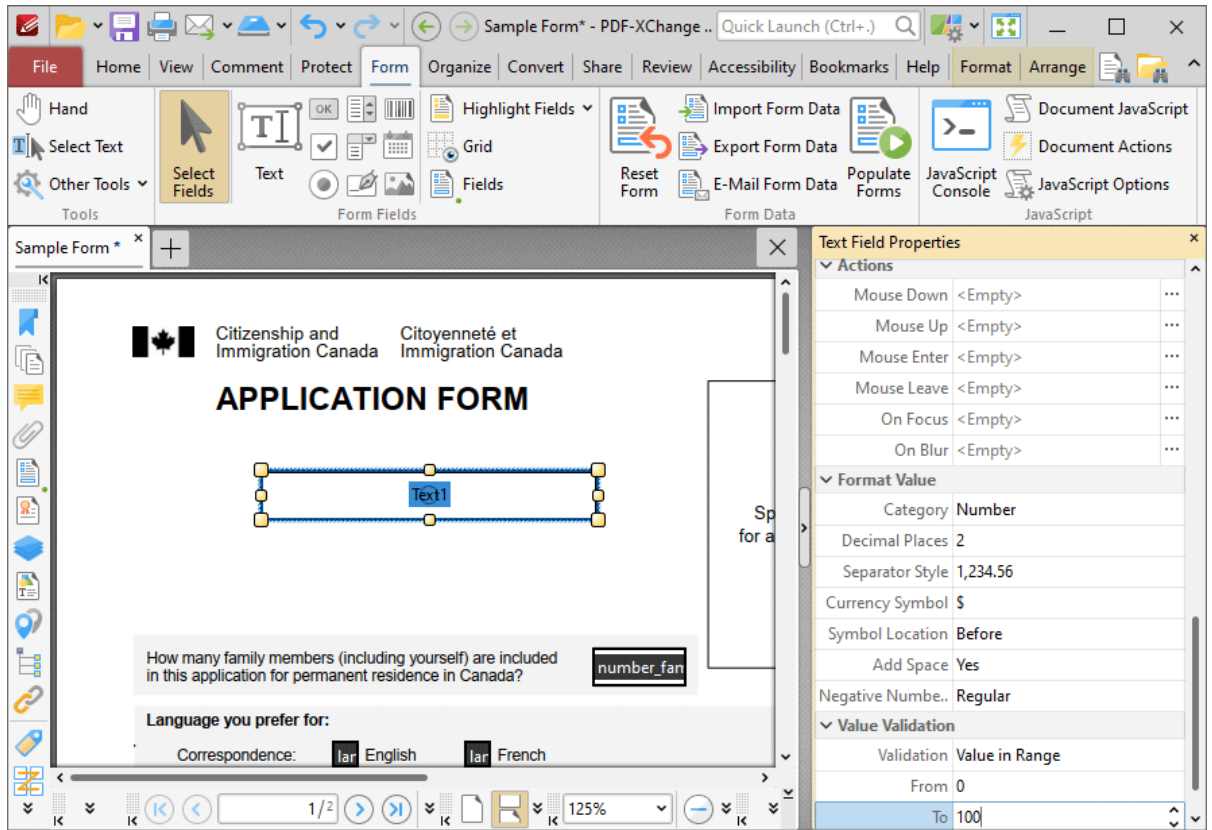 Sample Form* - PDF-XChange ..
Quick Launch (Ctrl+.)
File Home View Comment Protect Form Organize Convert Share Review Accessibility Bookmarks Help Format Arrange
Hand
Select Text
Other Tools
Tools
Select Fields
Text
OK
Highlight Fields
Grid
Fields
Form Fields
Reset Form
Import Form Data
Export Form Data
E-Mail Form Data
Populate Forms
Form Data
JavaScript Console
Document JavaScript
Document Actions
JavaScript Options
JavaScript
Sample Form *
Citizenship and
Immigration Canada
Citoyenneté et
Immigration Canada
APPLICATION FORM
Text1
Sp
for a
How many family members (including yourself) are included
in this application for permanent residence in Canada?
number_fam
Language you prefer for:
Correspondence: lan English lan French
1/2
125%
Text Field Properties
Actions
Mouse Down <Empty> ...
Mouse Up <Empty> ...
Mouse Enter <Empty> ...
Mouse Leave <Empty> ...
On Focus <Empty> ...
On Blur <Empty> ...
Format Value
Category Number
Decimal Places 2
Separator Style 1,234.56
Currency Symbol $
Symbol Location Before
Add Space Yes
Negative Numbe.. Regular
Value Validation
Validation Value in Range
From 0
To 100